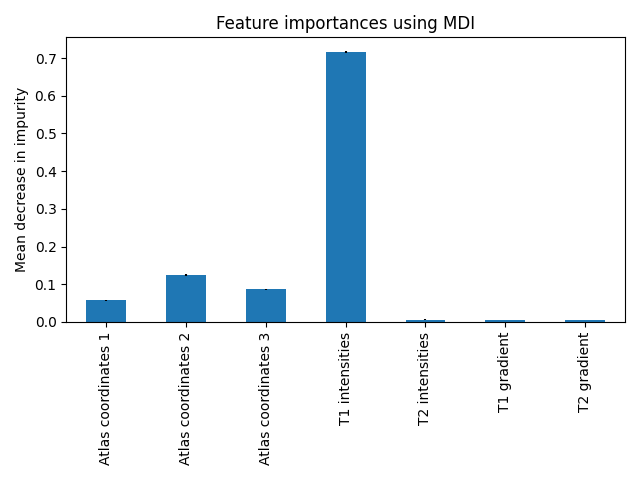 Feature importances using MDI
Mean decrease in impurity
0.7
0.6
0.5
0.4
0.3
0.2
0.1
0.0
Atlas coordinates 1
Atlas coordinates 2
Atlas coordinates 3
T1 intensities
T2 intensities
T1 gradient
T2 gradient